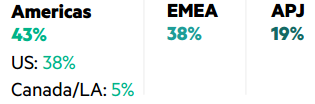 Americas
43%
US: 38%
Canada/LA: 5%
EMEA
38%
APJ
19%